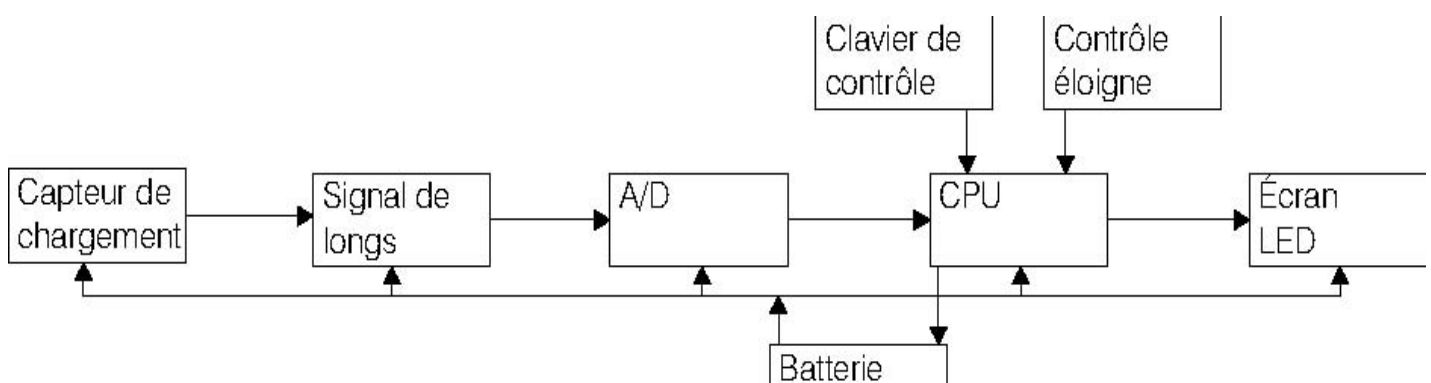 Clavier de
contrôle
Contrôle
éloigne
Capteur de
chargement
Signal de
longs
A/D
CPU
Écran
LED
Batterie